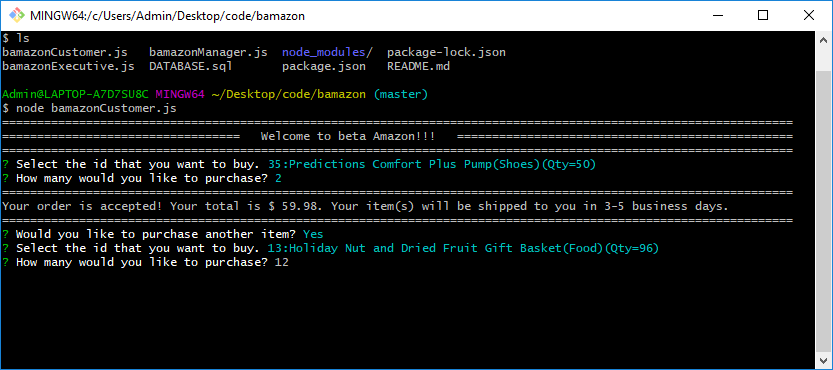 MINGW64:/c/Users/Admin/Desktop/code/bamazon
$ ls
bamazonCustomer.js   bamazonManager.js  node_modules/  package-lock.json
bamazonExecutive.js  DATABASE.sql       package.json   README.md
Admin@LAPTOP-A7D7SU8C MINGW64 ~/Desktop/code/bamazon (master)
$ node bamazonCustomer.js
=================================================================================================================
==================================   Welcome to beta Amazon!!!   ================================================
=================================================================================================================
? Select the id that you want to buy. 35:Predictions Comfort Plus Pump(Shoes)(Qty=50)
? How many would you like to purchase? 2
=================================================================================================================
Your order is accepted! Your total is $ 59.98. Your item(s) will be shipped to you in 3-5 business days.
=================================================================================================================
? Would you like to purchase another item? Yes
? Select the id that you want to buy. 13:Holiday Nut and Dried Fruit Gift Basket(Food)(Qty=96)
? How many would you like to purchase? 12